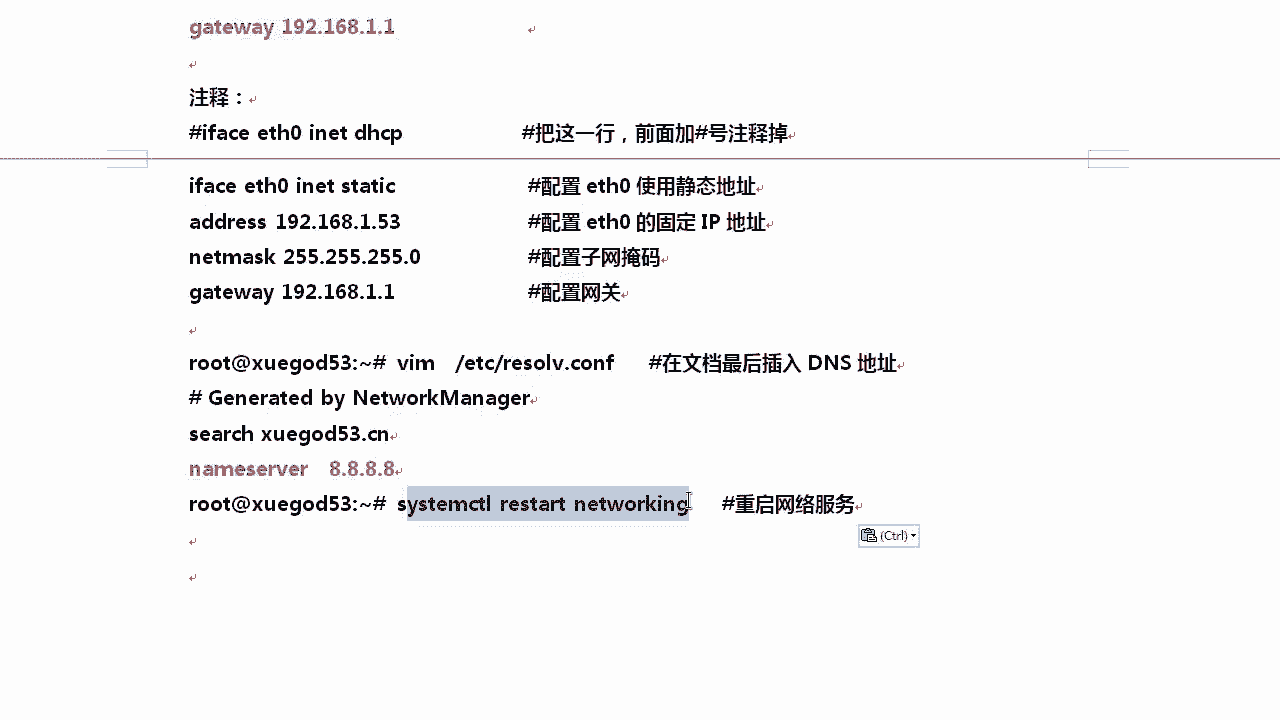 gateway 192.168.1.1
注释：
#iface eth0 inet dhcp #把这一行，前面加#号注释掉
iface eth0 inet static #配置 eth0 使用静态地址
address 192.168.1.53 #配置 eth0 的固定 IP 地址
netmask 255.255.255.0 #配置子网掩码
gateway 192.168.1.1 #配置网关
root@xuegod53:~# vim /etc/resolv.conf #在文档最后插入 DNS 地址
# Generated by NetworkManager
search xuegod53.cn
nameserver 8.8.8.8
root@xuegod53:~# systemctl restart networking #重启网络服务
(Ctrl)